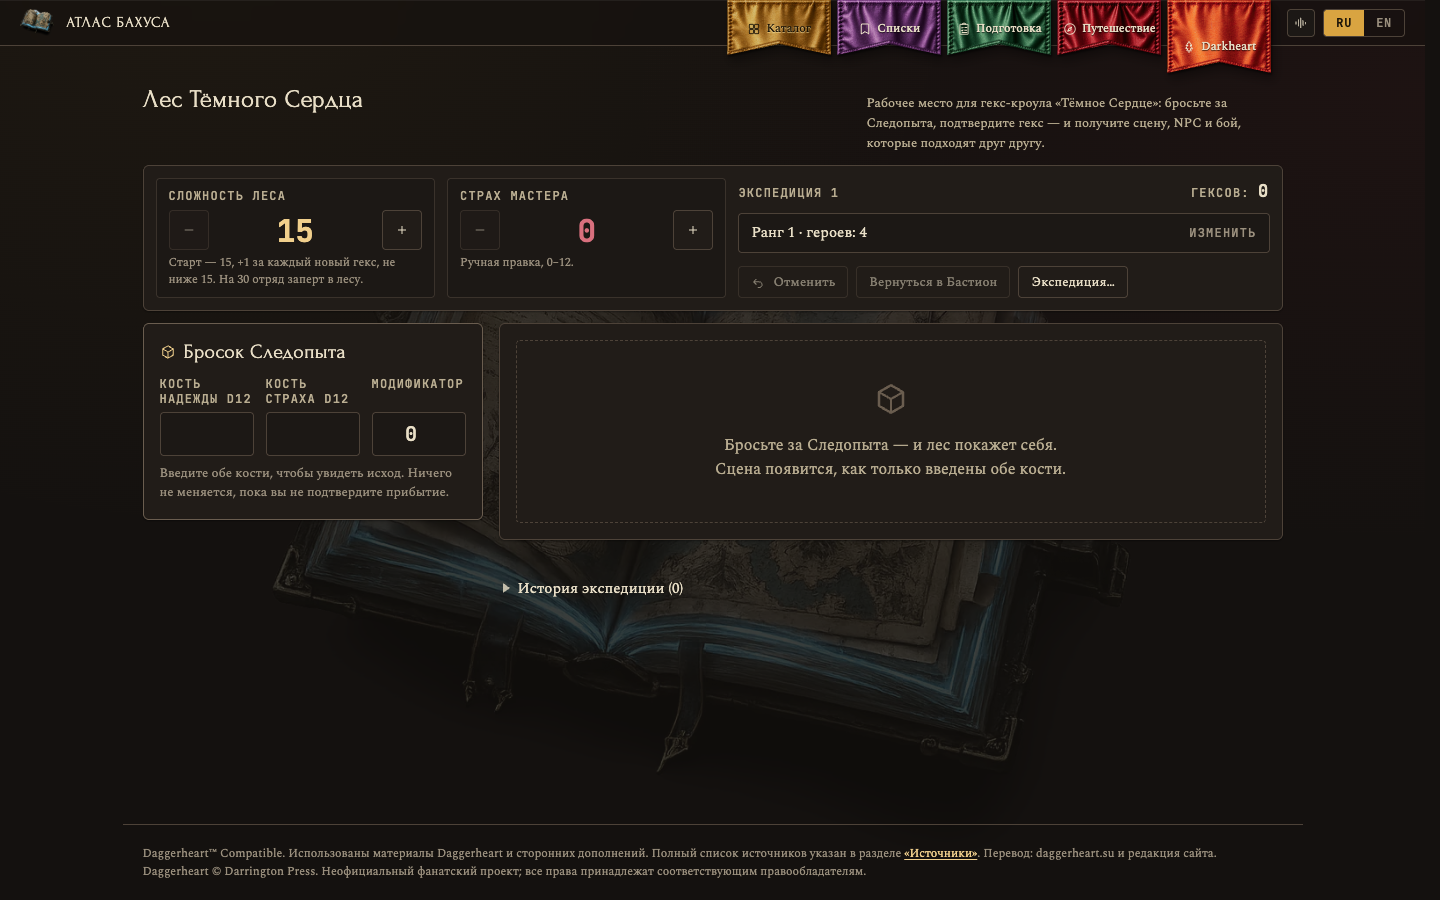 АТЛАС БАХУСА
Каталог
Списки
Подготовка
Путешествие
Darkheart
RU
EN
Лес Тёмного Сердца
Рабочее место для гекс-кроула «Тёмное Сердце»: бросьте за
Следопыта, подтвердите гекс — и получите сцену, NPC и бой,
которые подходят друг другу.
СЛОЖНОСТЬ ЛЕСА
− 15 +
Старт — 15, +1 за каждый новый гекс, не
ниже 15. На 30 отряд заперт в лесу.
СТРАХ МАСТЕРА
− 0 +
Ручная правка, 0–12.
ЭКСПЕДИЦИЯ 1
ГЕКСОВ: 0
Ранг 1 · героев: 4
ИЗМЕНИТЬ
Отменить
Вернуться в Бастион
Экспедиция…
Бросок Следопыта
КОСТЬ
НАДЕЖДЫ D12
КОСТЬ
СТРАХА D12
МОДИФИКАТОР
0
Введите обе кости, чтобы увидеть исход. Ничего
не меняется, пока вы не подтвердите прибытие.
Бросьте за Следопыта — и лес покажет себя.
Сцена появится, как только введены обе кости.
История экспедиции (0)
Daggerheart™ Compatible. Использованы материалы Daggerheart и сторонних дополнений. Полный список источников указан в разделе «Источники». Перевод: daggerheart.su и редакция сайта.
Daggerheart © Darrington Press. Неофициальный фанатский проект; все права принадлежат соответствующим правообладателям.